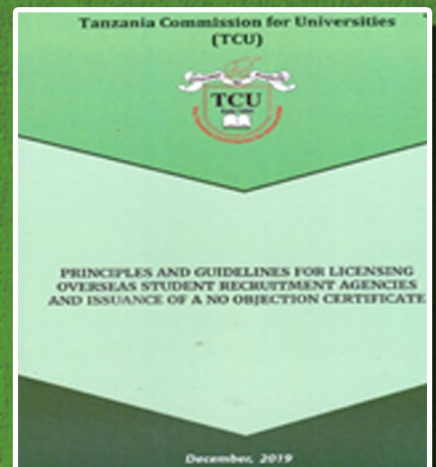 Tanzania Commission for Universities
(TCU)
TCU
PRINCIPLES AND GUIDELINES FOR LICENSING
OVERSEAS STUDENT RECRUITMENT AGENCIES
AND ISSUANCE OF A NO OBJECTION CERTIFICATE
December, 2019